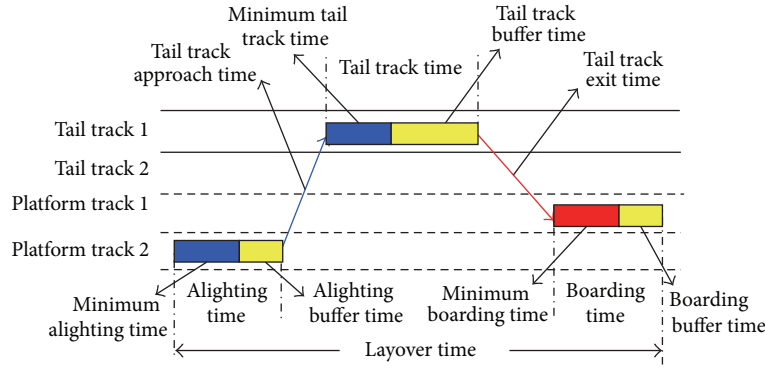 Minimum tail
track time
Tail track
buffer time
Tail track
approach time
Tail track time
Tail track
exit time
Tail track 1
Tail track 2
Platform track 1
Platform track 2
Minimum
alighting time
Alighting
time
Alighting
buffer time
Minimum
boarding time
Boarding
time
Boarding
buffer time
Layover time